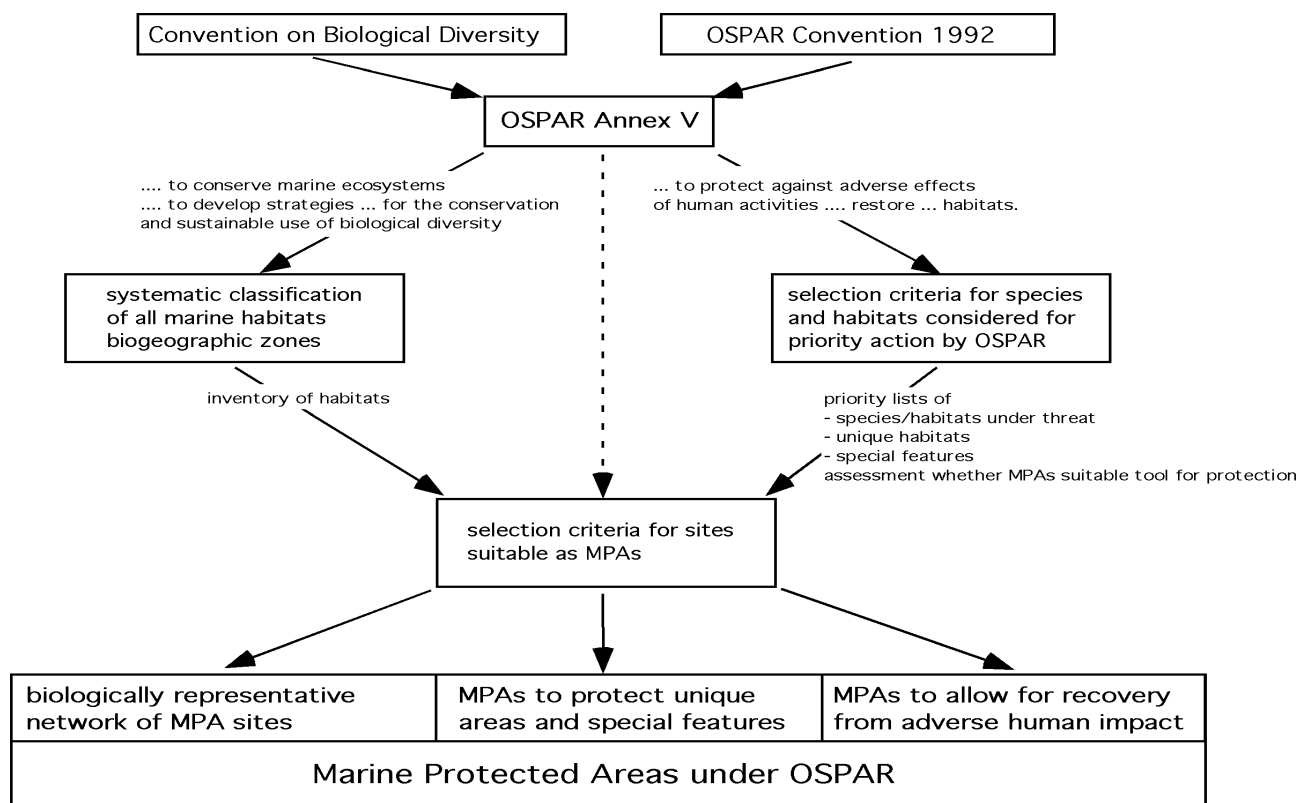 Convention on Biological Diversity
OSPAR Convention 1992
OSPAR Annex V
.... to conserve marine ecosystems
.... to develop strategies ... for the conservation
and sustainable use of biological diversity
... to protect against adverse effects
of human activities .... restore ... habitats.
systematic classification
of all marine habitats
biogeographic zones
selection criteria for species
and habitats considered for
priority action by OSPAR
inventory of habitats
priority lists of
- species/habitats under threat
- unique habitats
- special features
assessment whether MPAs suitable tool for protection
selection criteria for sites
suitable as MPAs
biologically representative
network of MPA sites
MPAs to protect unique
areas and special features
MPAs to allow for recovery
from adverse human impact
Marine Protected Areas under OSPAR